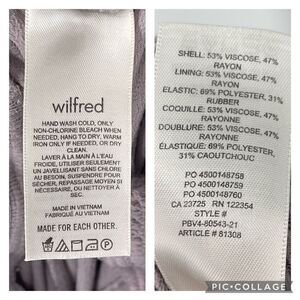 wilfred
HAND WASH COLD, ONLY
NON-CHLORINE BLEACH WHEN
NEEDED, HANG TO DRY, WARM
IRON ONLY IF NEEDED, OR DRY
CLEAN.
LAVER À LA MAIN À L'EAU
FROIDE, UTILISER SEULEMENT
UN JAVELLISANT SANS CHLORE
AU BESOIN, SUSPENDRE POUR
SÉCHER, REPASSAGE MOYEN SI
NÉCESSAIRE, OU NETTOYER À
SEC.
MADE IN VIETNAM
FABRIQUÉ AU VIETNAM
MADE FOR EACH OTHER.
SHELL: 53% VISCOSE, 47%
RAYON
LINING: 53% VISCOSE, 47%
RAYON
ELASTIC: 69% POLYESTER, 31%
RUBBER
COQUILLE: 53% VISCOSE, 47%
RAYONNE
DOUBLURE: 53% VISCOSE, 47%
RAYONNE
ÉLASTIQUE: 69% POLYESTER,
31% CAOUTCHOUC
PO 4500148758
PO 4500148759
PO 4500148760
CA 23725 RN 122354
STYLE #
PBV4-80543-21
ARTICLE # 81308
PIC•COLLAGE